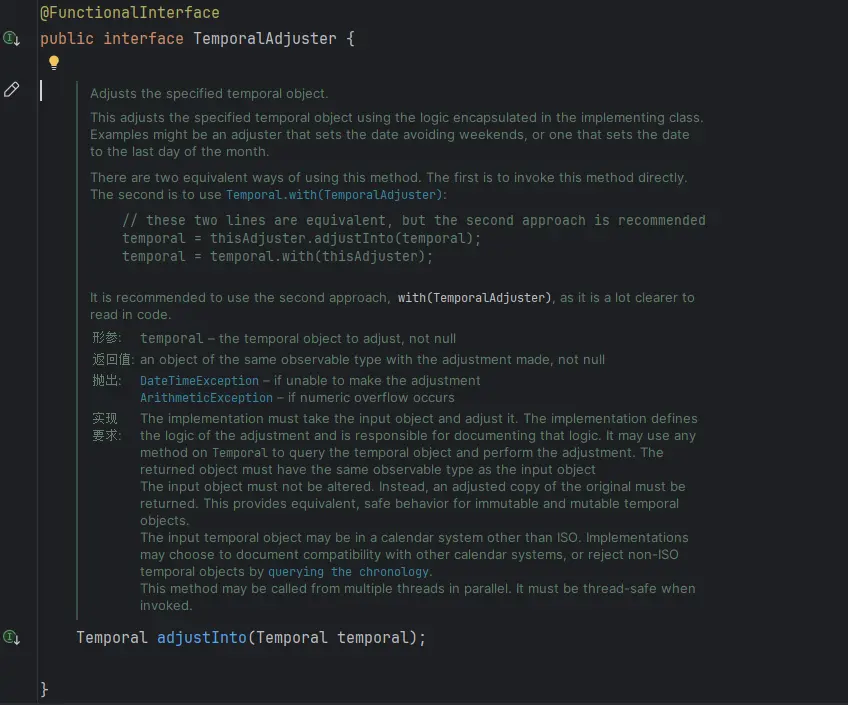 @FunctionalInterface
public interface TemporalAdjuster {
Adjusts the specified temporal object.
This adjusts the specified temporal object using the logic encapsulated in the implementing class.
Examples might be an adjuster that sets the date avoiding weekends, or one that sets the date
to the last day of the month.
There are two equivalent ways of using this method. The first is to invoke this method directly.
The second is to use Temporal.with(TemporalAdjuster):
// these two lines are equivalent, but the second approach is recommended
temporal = thisAdjuster.adjustInto(temporal);
temporal = temporal.with(thisAdjuster);
It is recommended to use the second approach, with(TemporalAdjuster), as it is a lot clearer to
read in code.
形参: temporal – the temporal object to adjust, not null
返回值: an object of the same observable type with the adjustment made, not null
抛出: DateTimeException – if unable to make the adjustment
ArithmeticException – if numeric overflow occurs
实现 The implementation must take the input object and adjust it. The implementation defines
要求: the logic of the adjustment and is responsible for documenting that logic. It may use any
method on Temporal to query the temporal object and perform the adjustment. The
returned object must have the same observable type as the input object
The input object must not be altered. Instead, an adjusted copy of the original must be
returned. This provides equivalent, safe behavior for immutable and mutable temporal
objects.
The input temporal object may be in a calendar system other than ISO. Implementations
may choose to document compatibility with other calendar systems, or reject non-ISO
temporal objects by querying the chronology.
This method may be called from multiple threads in parallel. It must be thread-safe when
invoked.
Temporal adjustInto(Temporal temporal);
}